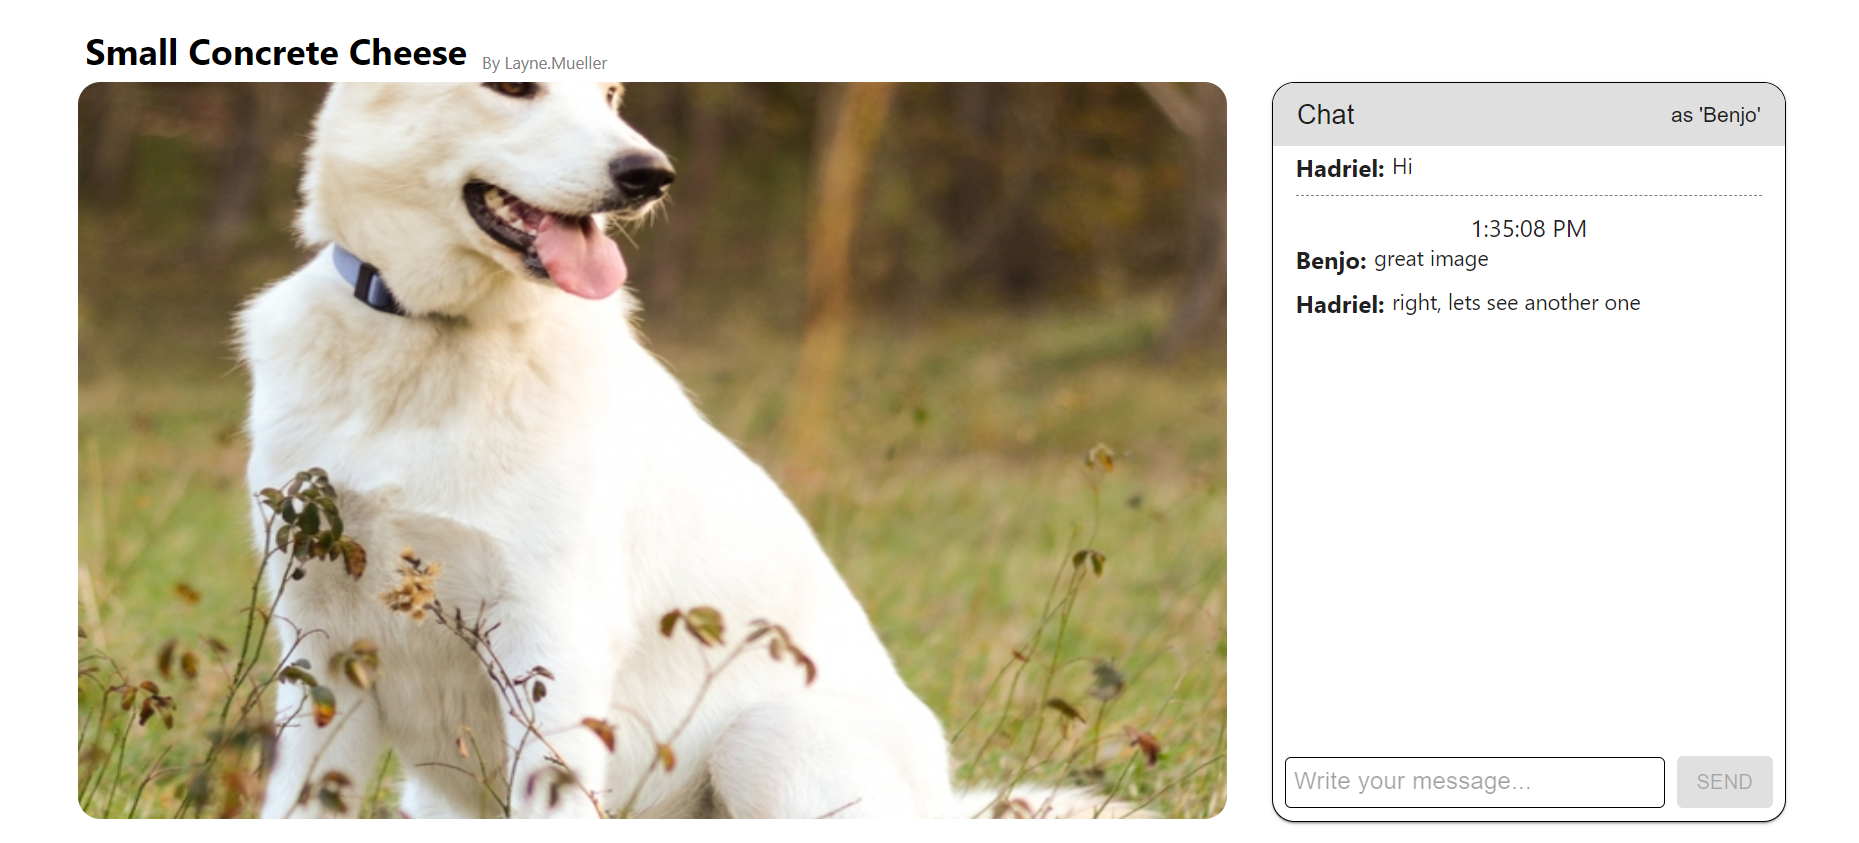 Small Concrete Cheese By Layne.Mueller
Chat as 'Benjo'
Hadriel: Hi
1:35:08 PM
Benjo: great image
Hadriel: right, lets see another one
Write your message... SEND